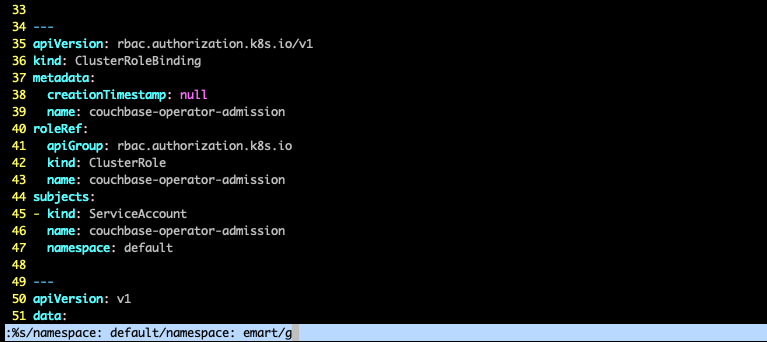 33
34 ---
35 apiVersion: rbac.authorization.k8s.io/v1
36 kind: ClusterRoleBinding
37 metadata:
38   creationTimestamp: null
39   name: couchbase-operator-admission
40 roleRef:
41   apiGroup: rbac.authorization.k8s.io
42   kind: ClusterRole
43   name: couchbase-operator-admission
44 subjects:
45 - kind: ServiceAccount
46   name: couchbase-operator-admission
47   namespace: default
48
49 ---
50 apiVersion: v1
51 data:
:%s/namespace: default/namespace: emart/g